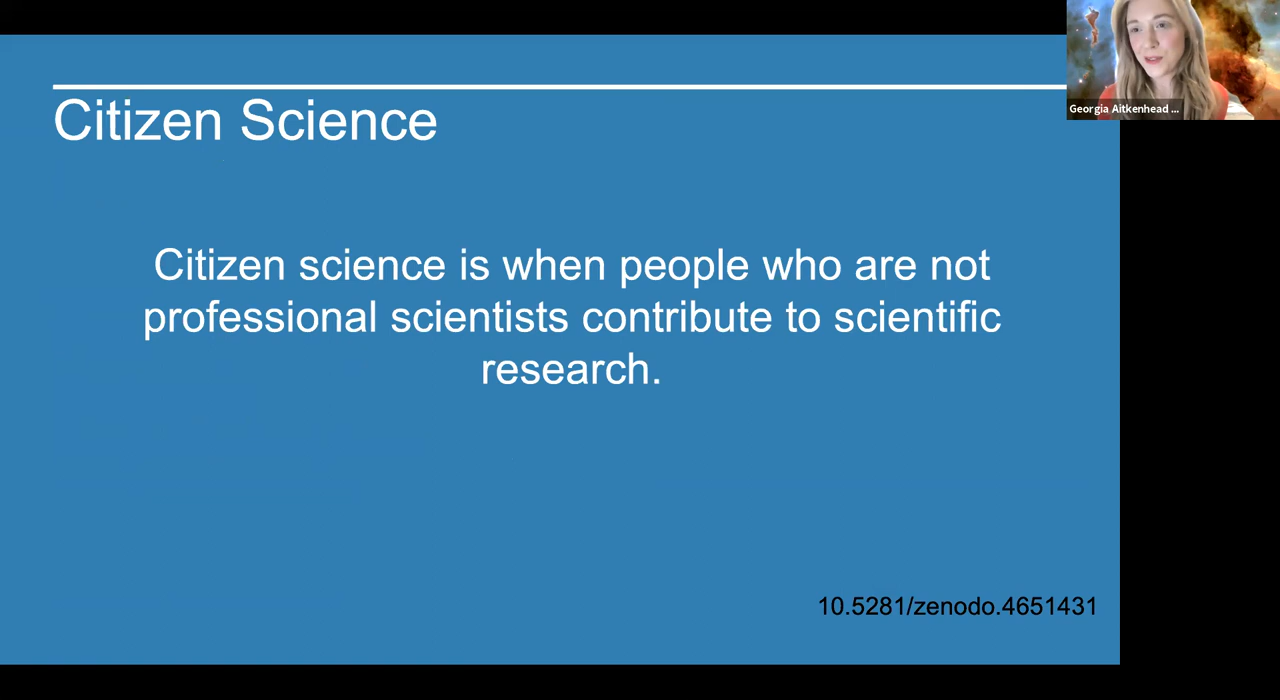 Citizen Science
Citizen science is when people who are not
professional scientists contribute to scientific
research.
10.5281/zenodo.4651431
Georgia Aitkenhead ...